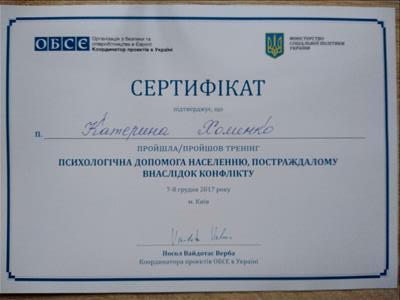 ОБСЄ
Організація з безпеки та
співробітництва в Європі
Координатор проектів в Україні
МІНІСТЕРСТВО
СОЦІАЛЬНОЇ ПОЛІТИКИ
УКРАЇНИ
СЕРТИФІКАТ
підтверджує, що
п. Катерина Хоменко
ПРОЙШЛА/ПРОЙШОВ ТРЕНІНГ
ПСИХОЛОГІЧНА ДОПОМОГА НАСЕЛЕННЮ, ПОСТРАЖДАЛОМУ
ВНАСЛІДОК КОНФЛІКТУ
7-8 грудня 2017 року
м. Київ
Посол Вайдотас Верба
Координатора проектів ОБСЄ в Україні